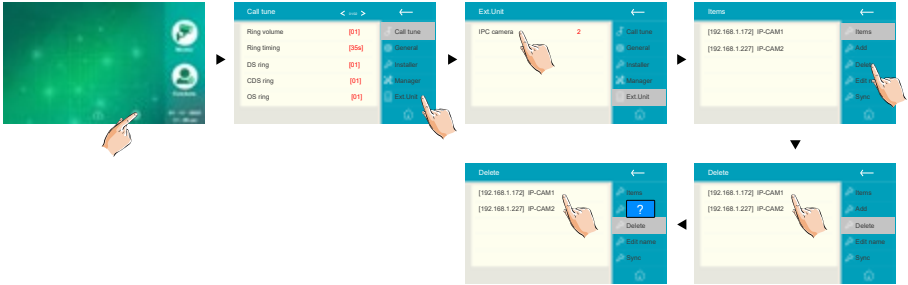 Call tune
Ring volume [01] Call tune
Ring timing [35s] General
DS ring [01] Installer
CDS ring [01] Manager
OS ring [01] Ext.Unit
Ext.Unit
IPC camera 2 Call tune
General
Installer
Manager
Ext.Unit
Items
[192.168.1.172] IP-CAM1 Items
[192.168.1.227] IP-CAM2 Add
Delete
Edit n
Sync
Delete
[192.168.1.172] IP-CAM1 Items
[192.168.1.227] IP-CAM2 Add
Delete
Edit name
Sync
Delete
[192.168.1.172] IP-CAM1 Items
[192.168.1.227] IP-CAM2 ?
Delete
Edit name
Sync